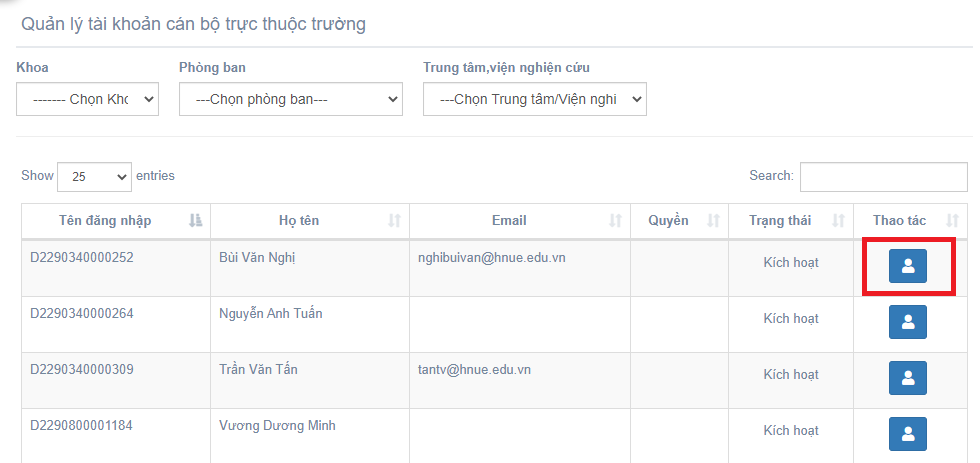 Quản lý tài khoản cán bộ trực thuộc trường
Khoa Phòng ban Trung tâm,viện nghiên cứu
------- Chọn Kho ---Chọn phòng ban--- ---Chọn Trung tâm/Viện nghi
Show 25 entries Search:
Tên đăng nhập Họ tên Email Quyền Trạng thái Thao tác
D2290340000252 Bùi Văn Nghị nghibuivan@hnue.edu.vn Kích hoạt
D2290340000264 Nguyễn Anh Tuấn Kích hoạt
D2290340000309 Trần Văn Tấn tantv@hnue.edu.vn Kích hoạt
D2290800001184 Vương Dương Minh Kích hoạt